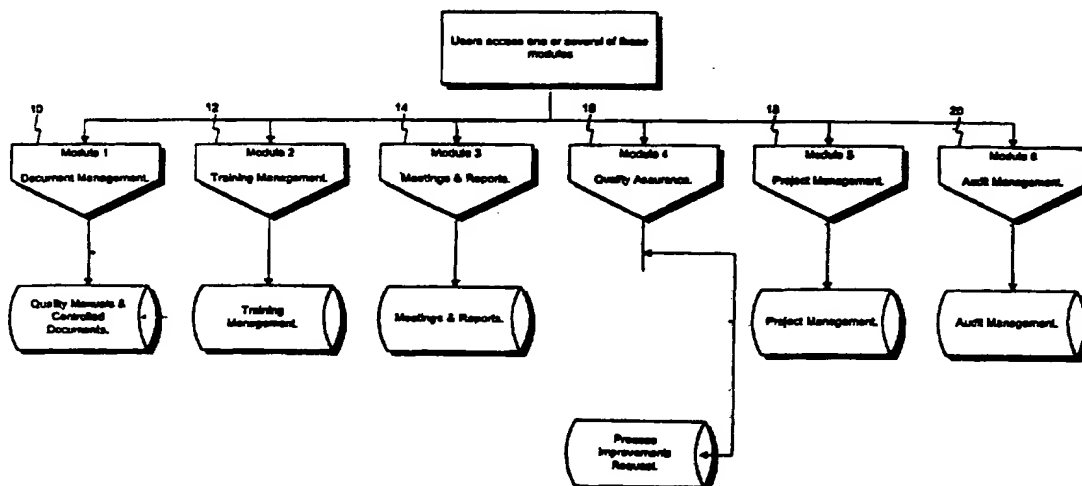 Users access one or several of these
modules
10
12
14
16
18
20
Module 1
Document Management.
Module 2
Training Management.
Module 3
Meetings & Reports.
Module 4
Quality Assurance.
Module 5
Project Management.
Module 6
Audit Management.
Quality Manuals &
Controlled
Documents.
Training
Management.
Meetings & Reports.
Project Management.
Audit Management.
Process
Improvements
Request.